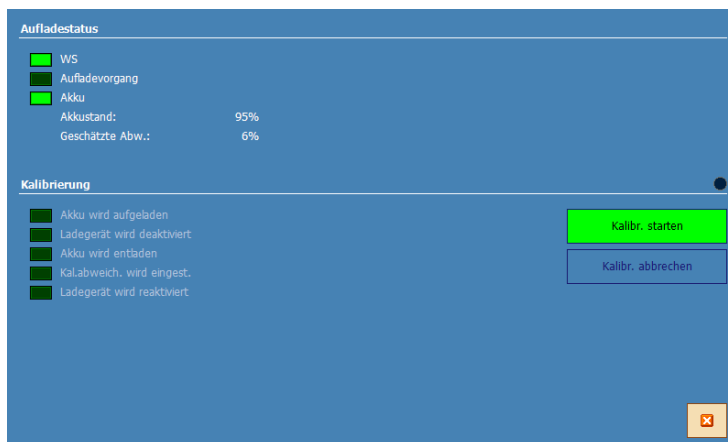 Aufladestatus
WS
Aufladevorgang
Akku
Akkustand: 95%
Geschätzte Abw.: 6%
Kalibrierung
Akku wird aufgeladen
Ladegerät wird deaktiviert
Akku wird entladen
Kal.abweich. wird eingest.
Ladegerät wird reaktiviert
Kalibr. starten
Kalibr. abbrechen